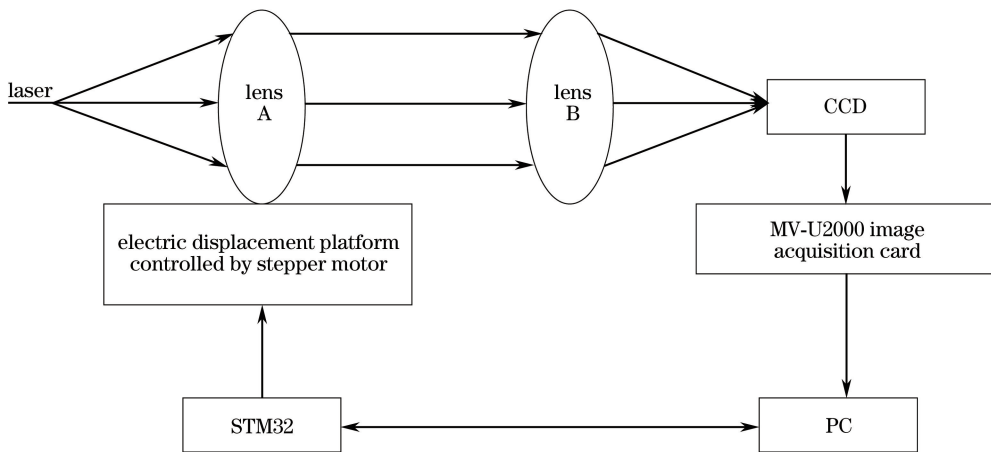 laser
lens
A
lens
B
CCD
electric displacement platform
controlled by stepper motor
MV-U2000 image
acquisition card
STM32
PC